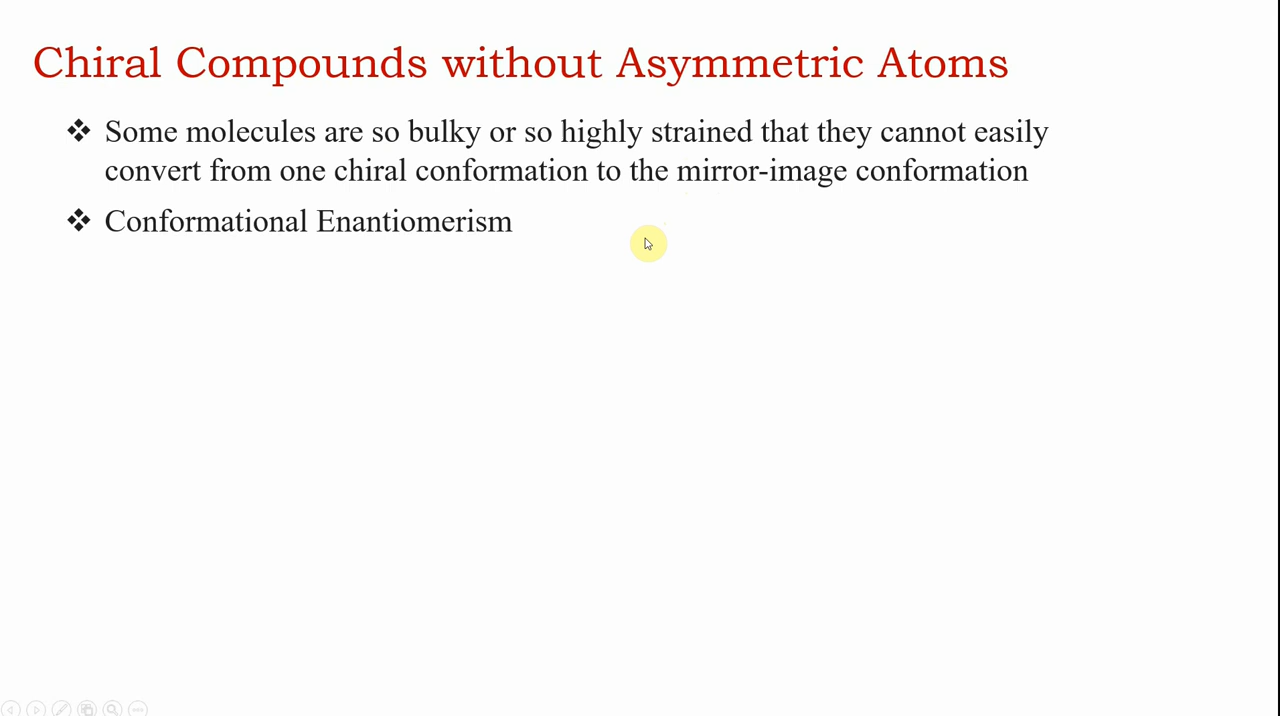 Chiral Compounds without Asymmetric Atoms
❖ Some molecules are so bulky or so highly strained that they cannot easily
convert from one chiral conformation to the mirror-image conformation
❖ Conformational Enantiomerism